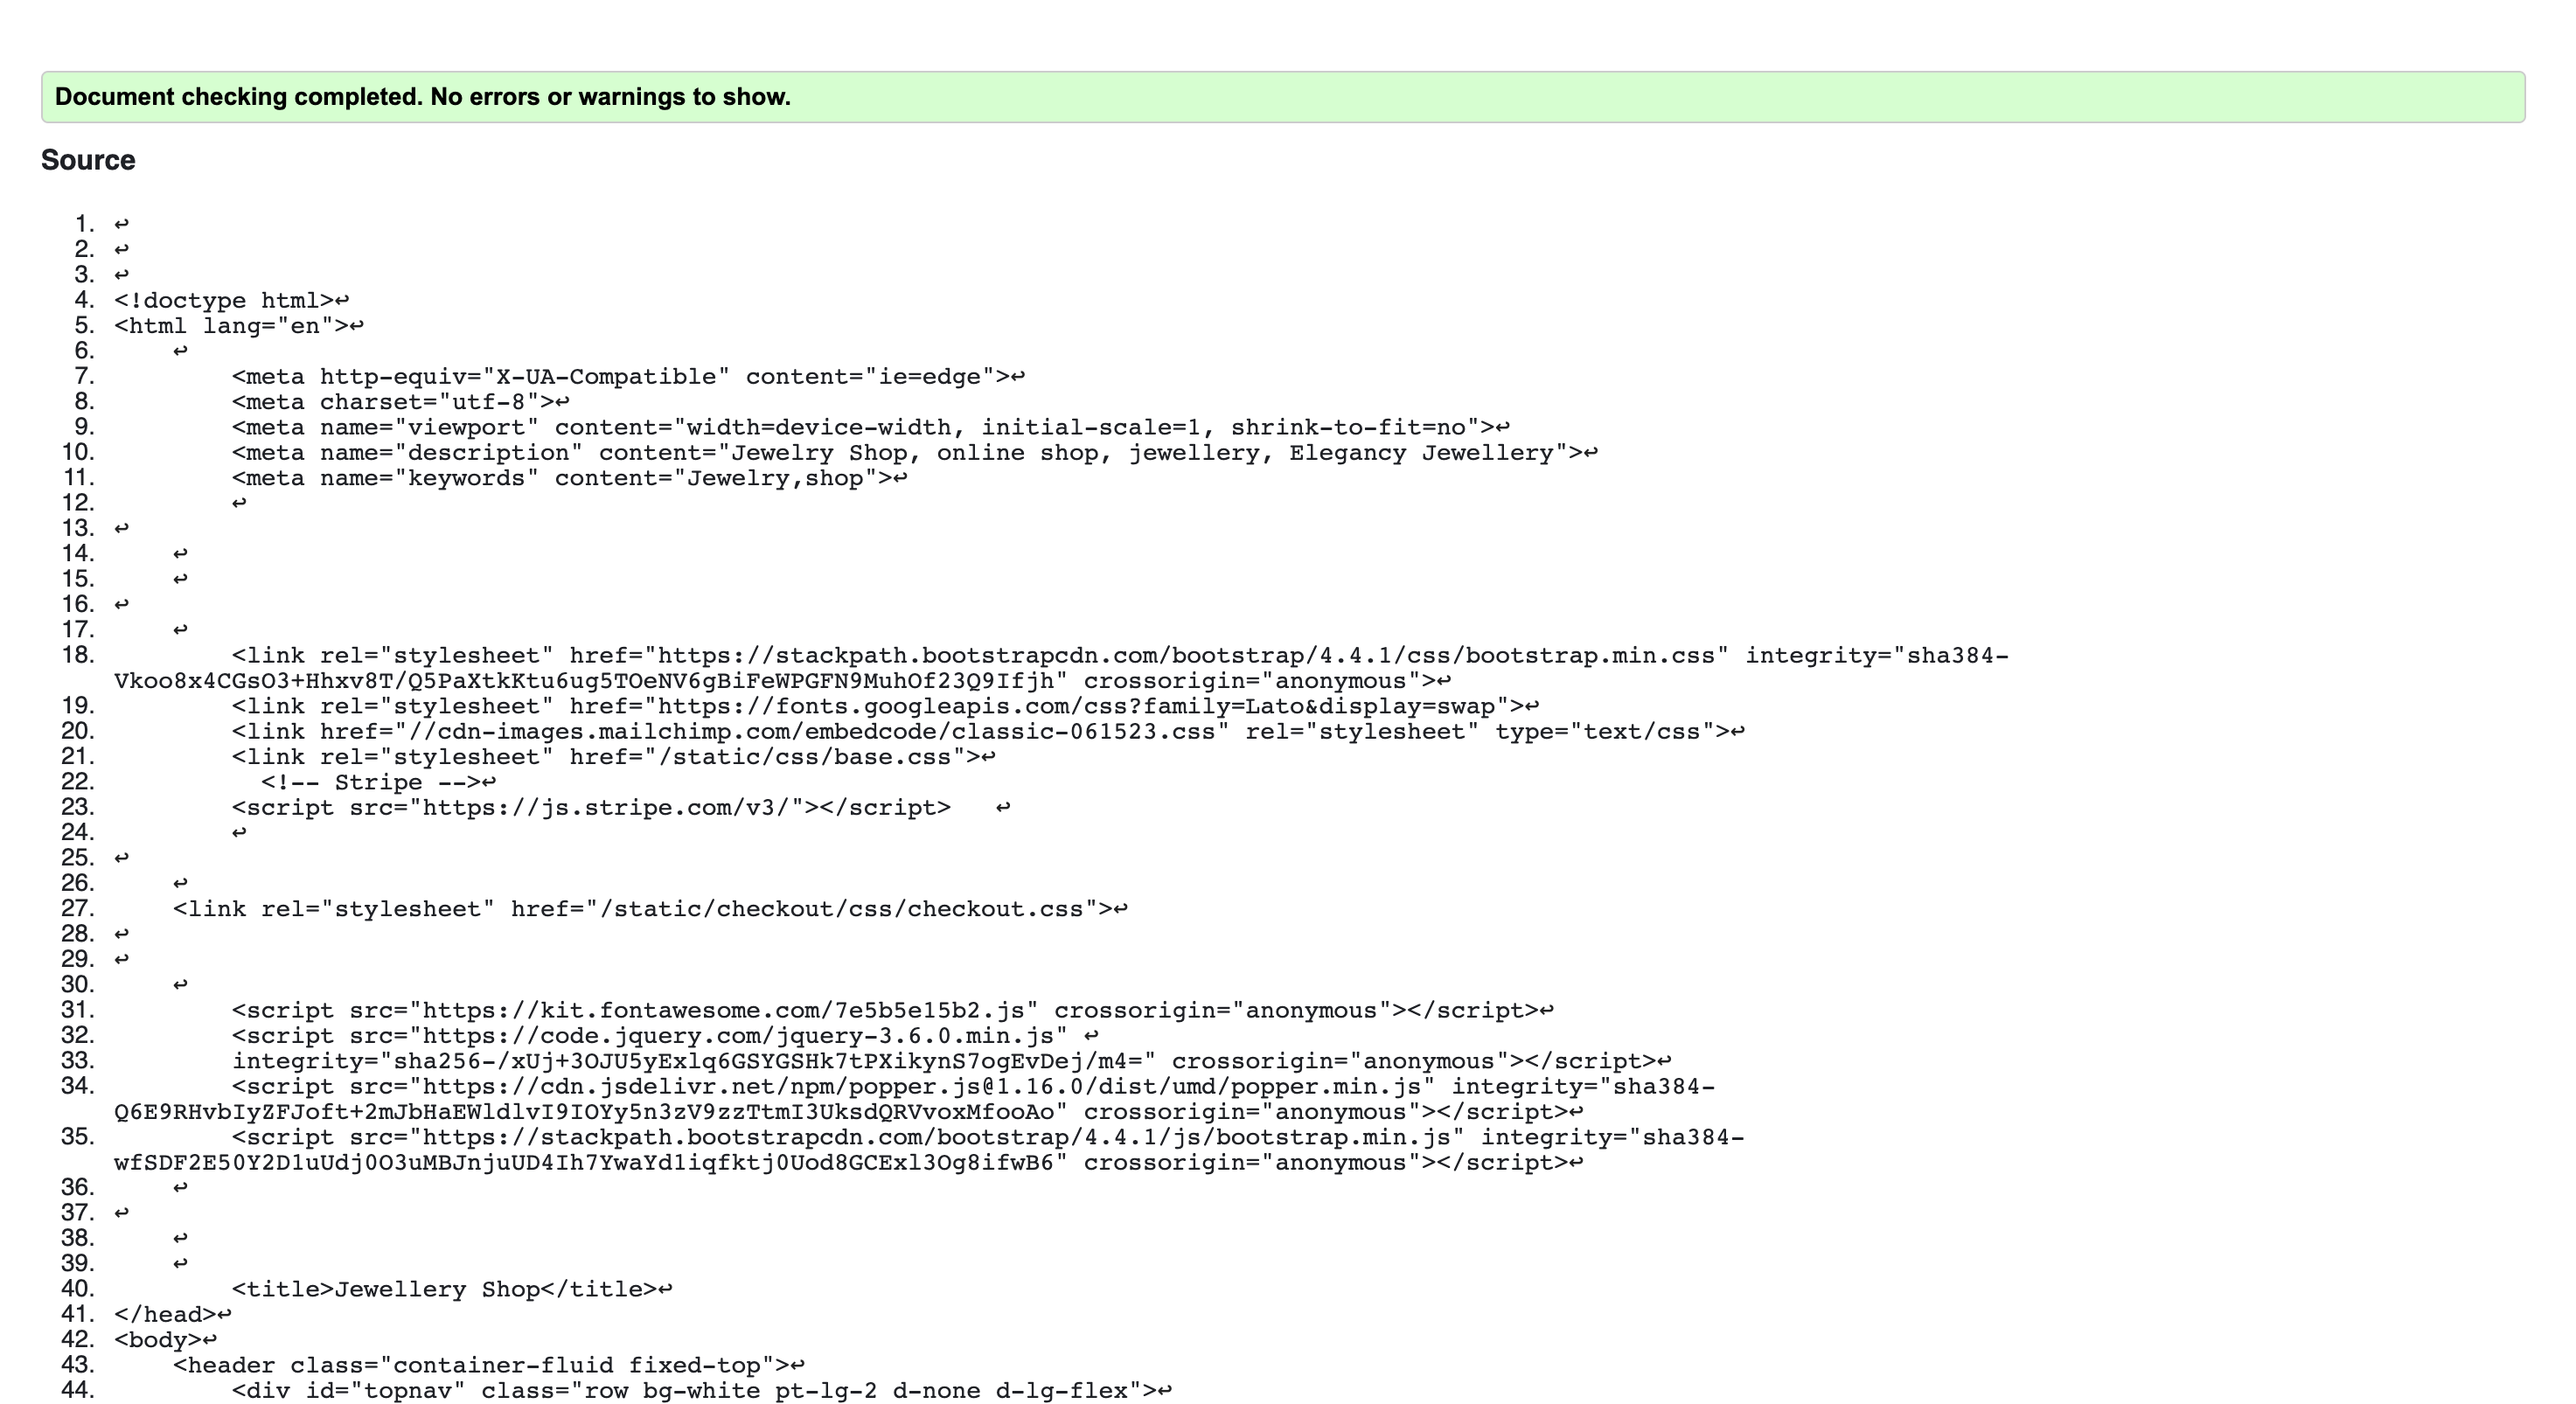 Document checking completed. No errors or warnings to show.
Source
1. ↩
2. ↩
3. ↩
4. <!doctype html>↩
5. <html lang="en">↩
6. ↩
7. <meta http-equiv="X-UA-Compatible" content="ie=edge">↩
8. <meta charset="utf-8">↩
9. <meta name="viewport" content="width=device-width, initial-scale=1, shrink-to-fit=no">↩
10. <meta name="description" content="Jewelry Shop, online shop, jewellery, Elegancy Jewellery">↩
11. <meta name="keywords" content="Jewelry,shop">↩
12. ↩
13. ↩
14. ↩
15. ↩
16. ↩
17. ↩
18. <link rel="stylesheet" href="https://stackpath.bootstrapcdn.com/bootstrap/4.4.1/css/bootstrap.min.css" integrity="sha384-
Vkoo8x4CGsO3+Hhxv8T/Q5PaXtkKtu6ug5TOeNV6gBiFeWPGFN9MuhOf23Q9Ifjh" crossorigin="anonymous">↩
19. <link rel="stylesheet" href="https://fonts.googleapis.com/css?family=Lato&display=swap">↩
20. <link href="//cdn-images.mailchimp.com/embedcode/classic-061523.css" rel="stylesheet" type="text/css">↩
21. <link rel="stylesheet" href="/static/css/base.css">↩
22. <!-- Stripe -->↩
23. <script src="https://js.stripe.com/v3/"></script> ↩
24. ↩
25. ↩
26. ↩
27. <link rel="stylesheet" href="/static/checkout/css/checkout.css">↩
28. ↩
29. ↩
30. ↩
31. <script src="https://kit.fontawesome.com/7e5b5e15b2.js" crossorigin="anonymous"></script>↩
32. <script src="https://code.jquery.com/jquery-3.6.0.min.js" ↩
33. integrity="sha256-/xUj+3OJU5yExlq6GSYGSHk7tPXikynS7ogEvDej/m4=" crossorigin="anonymous"></script>↩
34. <script src="https://cdn.jsdelivr.net/npm/popper.js@1.16.0/dist/umd/popper.min.js" integrity="sha384-
Q6E9RHvbIyZFJoft+2mJbHaEWldlvI9IOYy5n3zV9zzTtmI3UksdQRVvoxMfooAo" crossorigin="anonymous"></script>↩
35. <script src="https://stackpath.bootstrapcdn.com/bootstrap/4.4.1/js/bootstrap.min.js" integrity="sha384-
wfSDF2E50Y2D1uUdj0O3uMBJnjuUD4Ih7YwaYd1iqfktj0Uod8GCExl3Og8ifwB6" crossorigin="anonymous"></script>↩
36. ↩
37. ↩
38. ↩
39. ↩
40. <title>Jewellery Shop</title>↩
41. </head>↩
42. <body>↩
43. <header class="container-fluid fixed-top">↩
44. <div id="topnav" class="row bg-white pt-lg-2 d-none d-lg-flex">↩